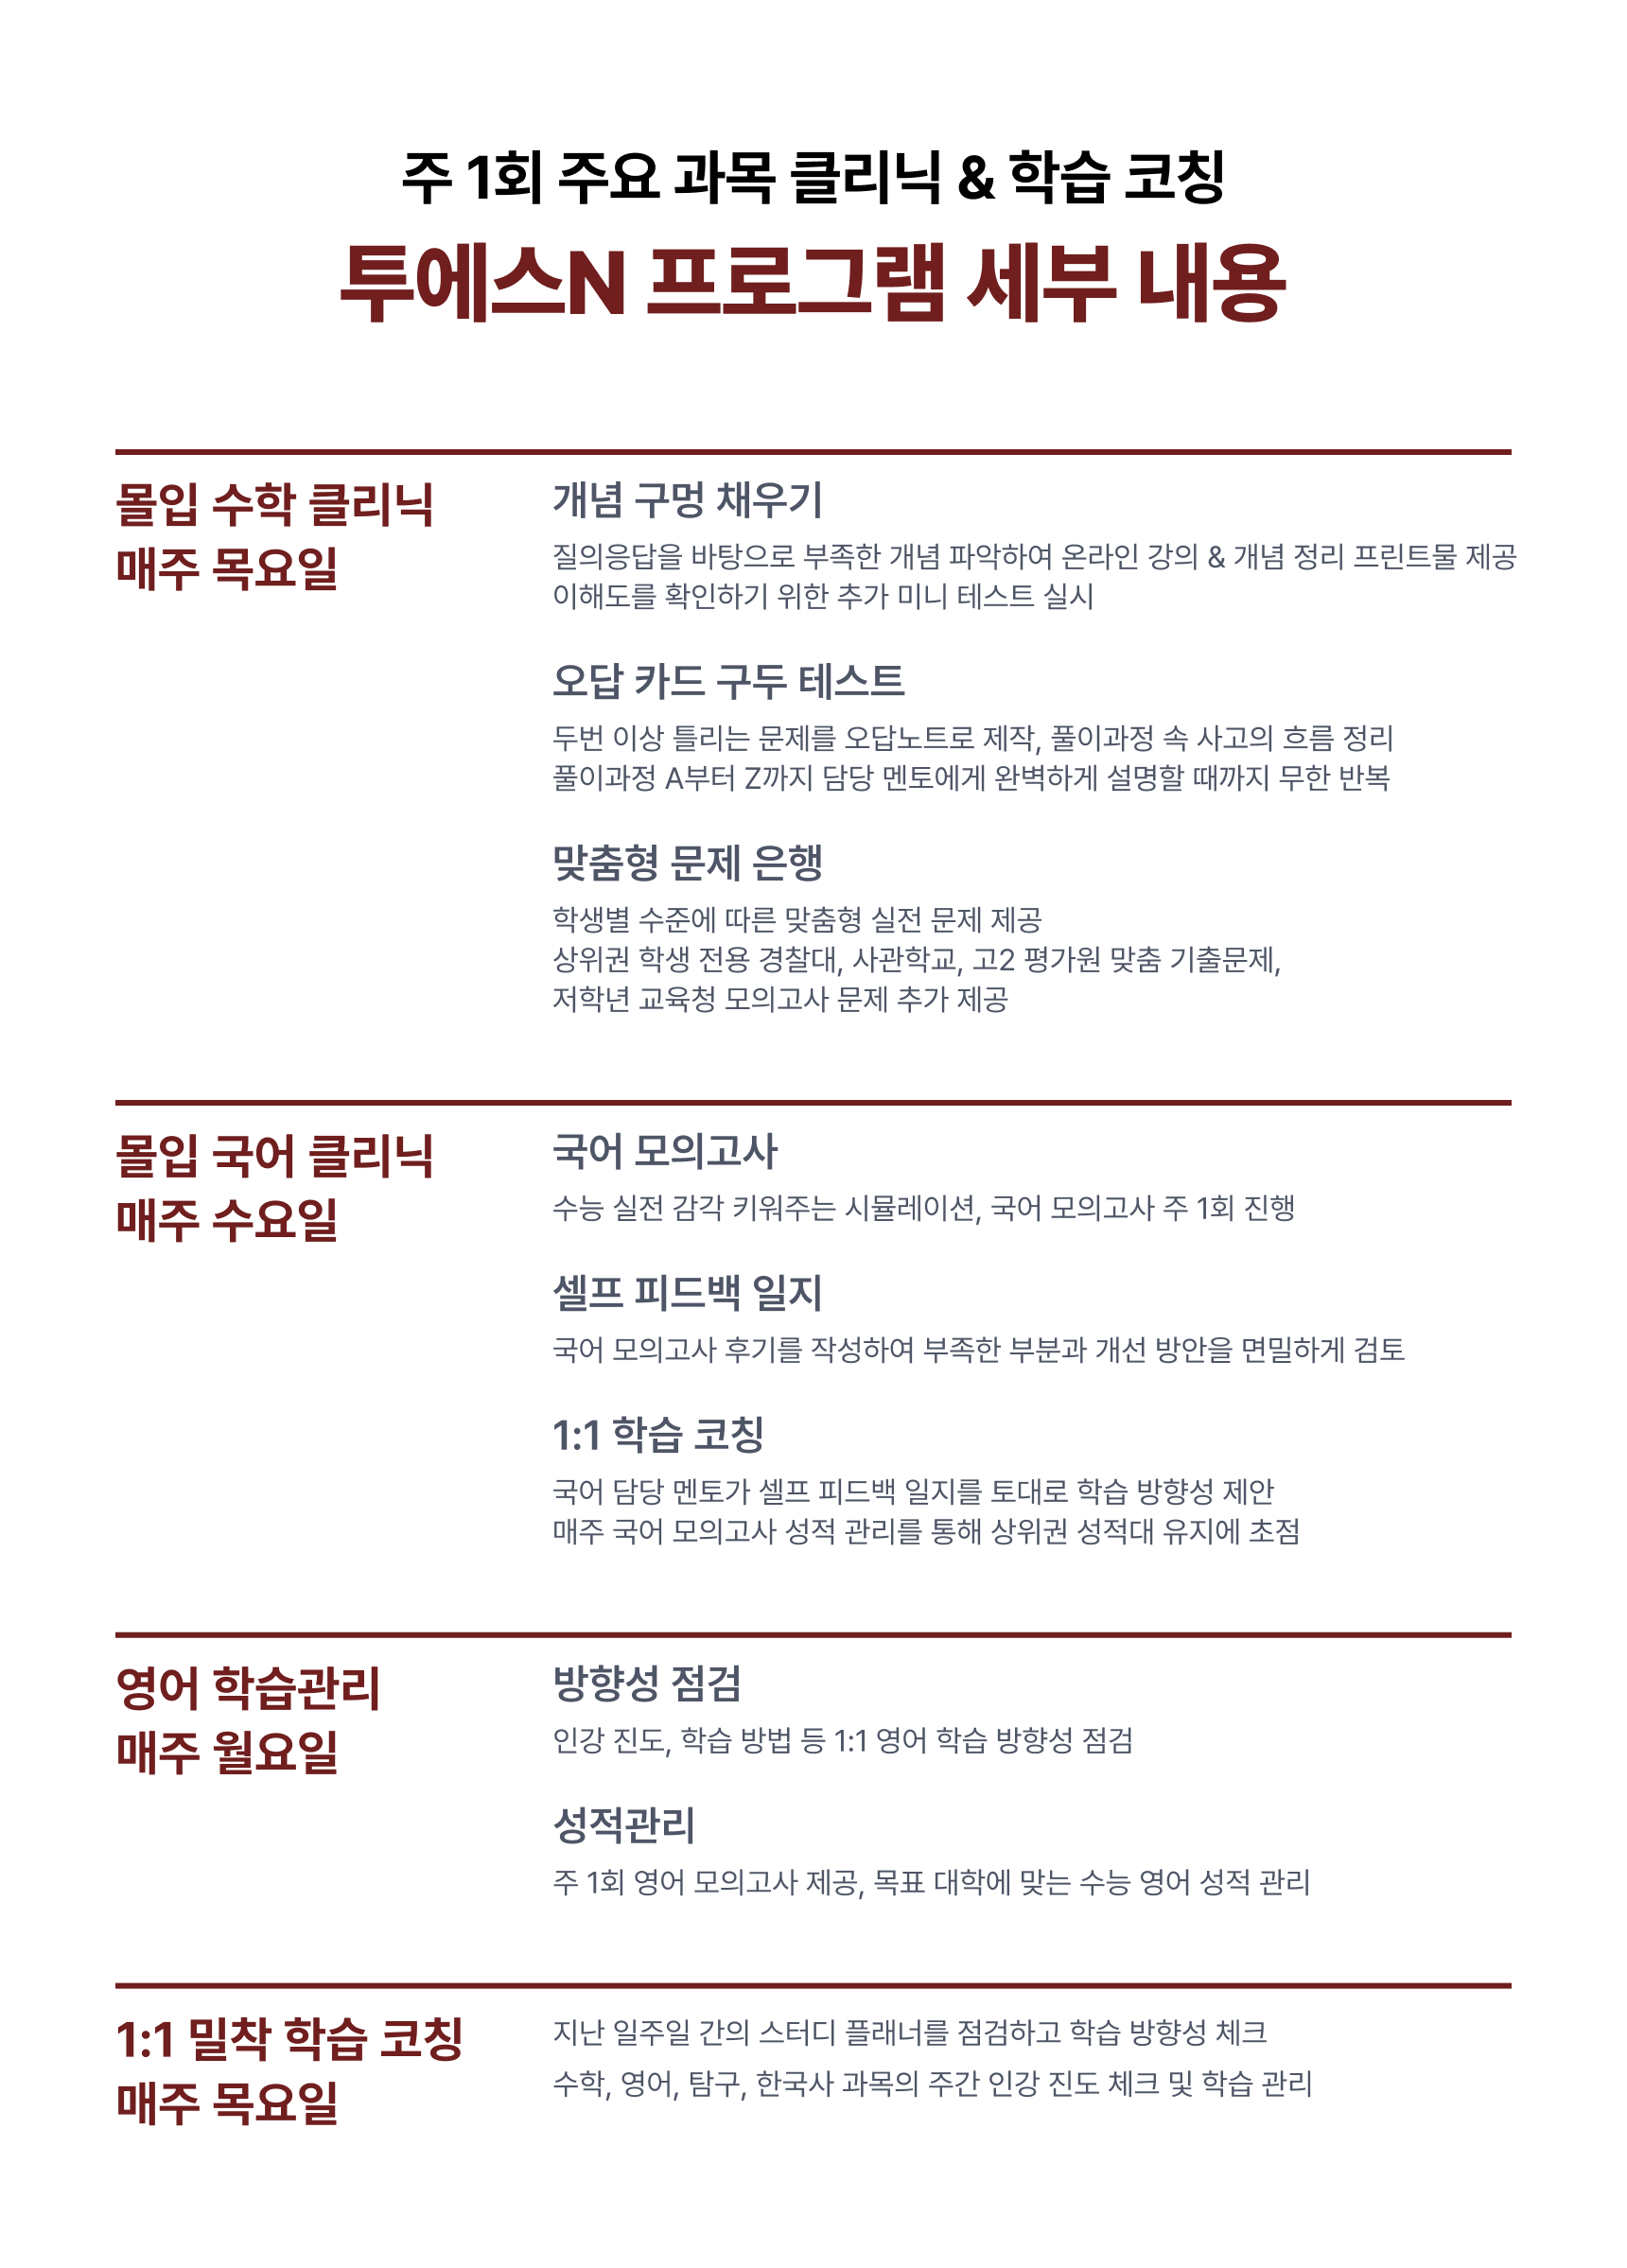 주 1회 주요 과목 클리닉 & 학습 코칭
투에스N 프로그램 세부 내용
몰입 수학 클리닉
매주 목요일
개념 구멍 채우기
질의응답을 바탕으로 부족한 개념 파악하여 온라인 강의 & 개념 정리 프린트물 제공
이해도를 확인하기 위한 추가 미니 테스트 실시
오답 카드 구두 테스트
두번 이상 틀리는 문제를 오답노트로 제작, 풀이과정 속 사고의 흐름 정리
풀이과정 A부터 Z까지 담당 멘토에게 완벽하게 설명할 때까지 무한 반복
맞춤형 문제 은행
학생별 수준에 따른 맞춤형 실전 문제 제공
상위권 학생 전용 경찰대, 사관학교, 고2 평가원 맞춤 기출문제,
저학년 교육청 모의고사 문제 추가 제공
몰입 국어 클리닉
매주 수요일
국어 모의고사
수능 실전 감각 키워주는 시뮬레이션, 국어 모의고사 주 1회 진행
셀프 피드백 일지
국어 모의고사 후기를 작성하여 부족한 부분과 개선 방안을 면밀하게 검토
1:1 학습 코칭
국어 담당 멘토가 셀프 피드백 일지를 토대로 학습 방향성 제안
매주 국어 모의고사 성적 관리를 통해 상위권 성적대 유지에 초점
영어 학습관리
매주 월요일
방향성 점검
인강 진도, 학습 방법 등 1:1 영어 학습 방향성 점검
성적관리
주 1회 영어 모의고사 제공, 목표 대학에 맞는 수능 영어 성적 관리
1:1 밀착 학습 코칭
매주 목요일
지난 일주일 간의 스터디 플래너를 점검하고 학습 방향성 체크
수학, 영어, 탐구, 한국사 과목의 주간 인강 진도 체크 및 학습 관리